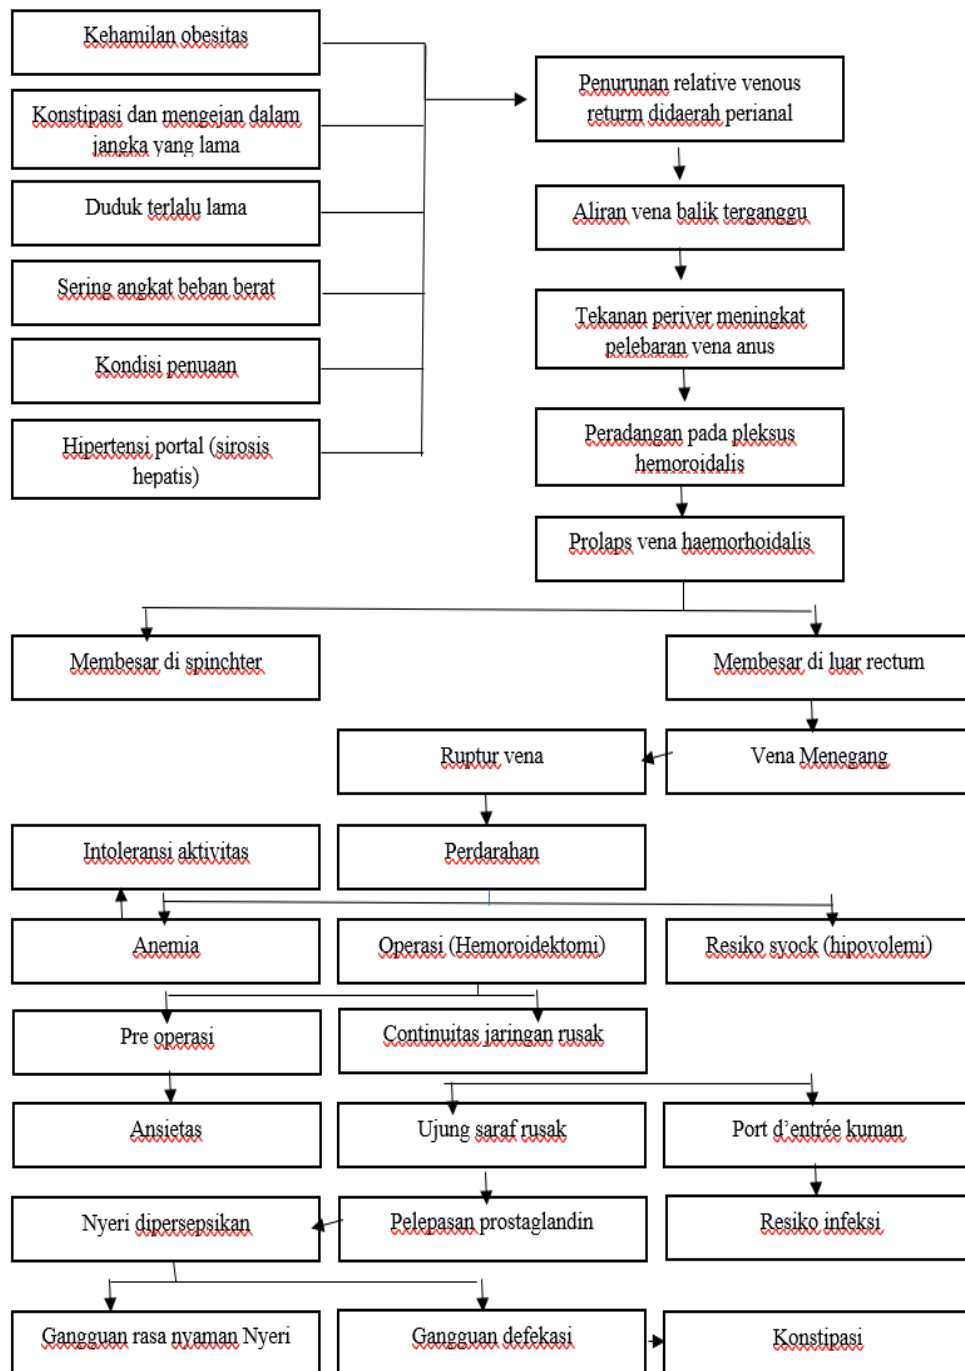 Kehamilan obesitas
Konstipasi dan mengejan dalam
jangka yang lama
Duduk terlalu lama
Sering angkat beban berat
Kondisi penuaan
Hipertensi portal (sirosis
hepatis)
Penurunan relative venous
returm didaerah perianal
Aliran vena balik terganggu
Tekanan periver meningkat
pelebaran vena anus
Peradangan pada pleksus
hemoroidalis
Prolaps vena haemorhoidalis
Membesar di spinchter
Membesar di luar rectum
Ruptur vena
Vena Menegang
Intoleransi aktivitas
Perdarahan
Anemia
Operasi (Hemoroidektomi)
Resiko syock (hipovolemi)
Pre operasi
Continuitas jaringan rusak
Ansietas
Ujung saraf rusak
Port d’entrée kuman
Nyeri dipersepsikan
Pelepasan prostaglandin
Resiko infeksi
Gangguan rasa nyaman Nyeri
Gangguan defekasi
Konstipasi